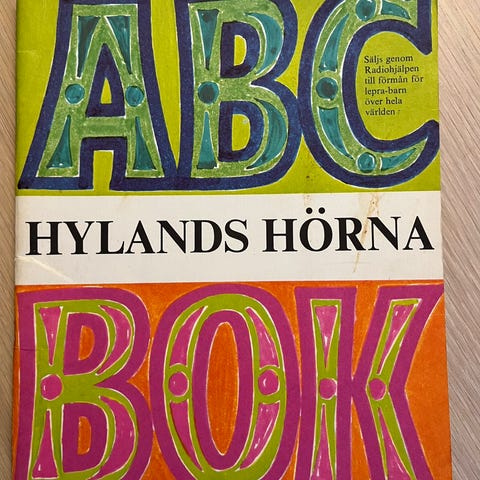 ABC
Säljs genom
Radiohjälpen
till förmån för
lepra-barn
över hela
världen
HYLANDS HÖRNA
BOK